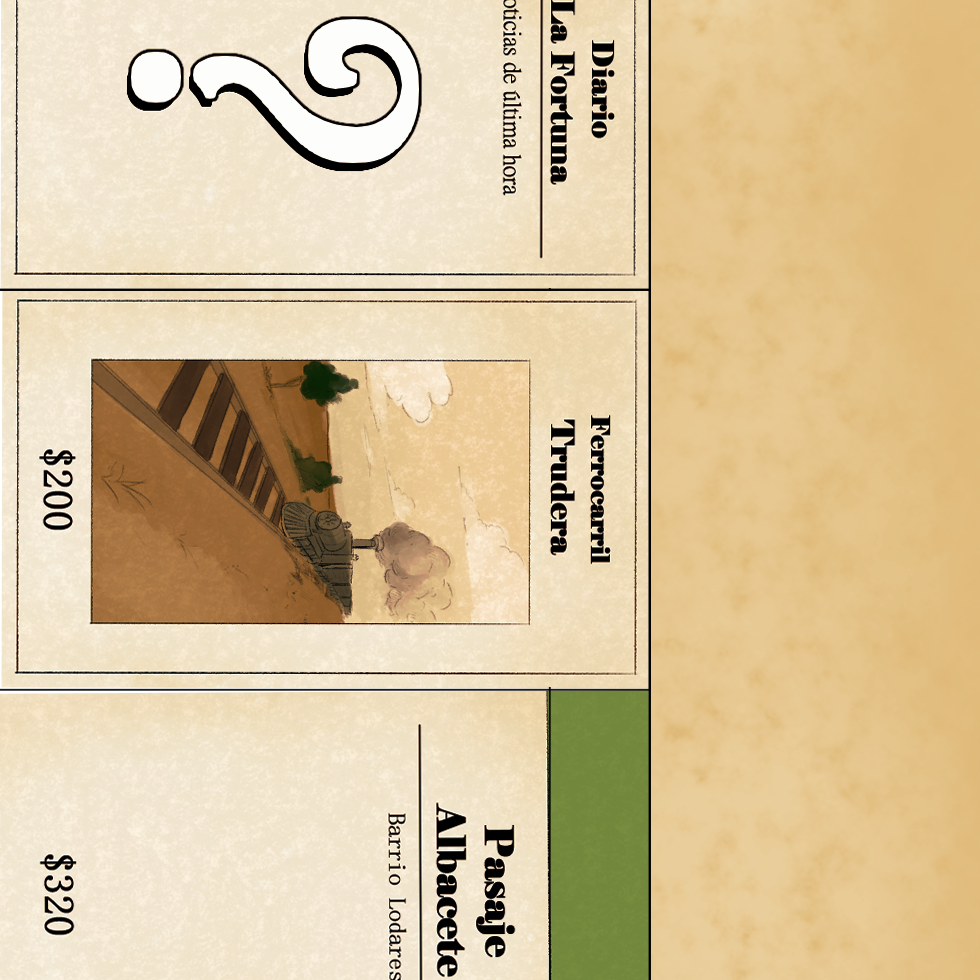 Diario
La Fortuna
oticias de última hora
?
Ferrocarril
Trudera
$200
Pasaje
Albacete
Barrio Lodares
$320